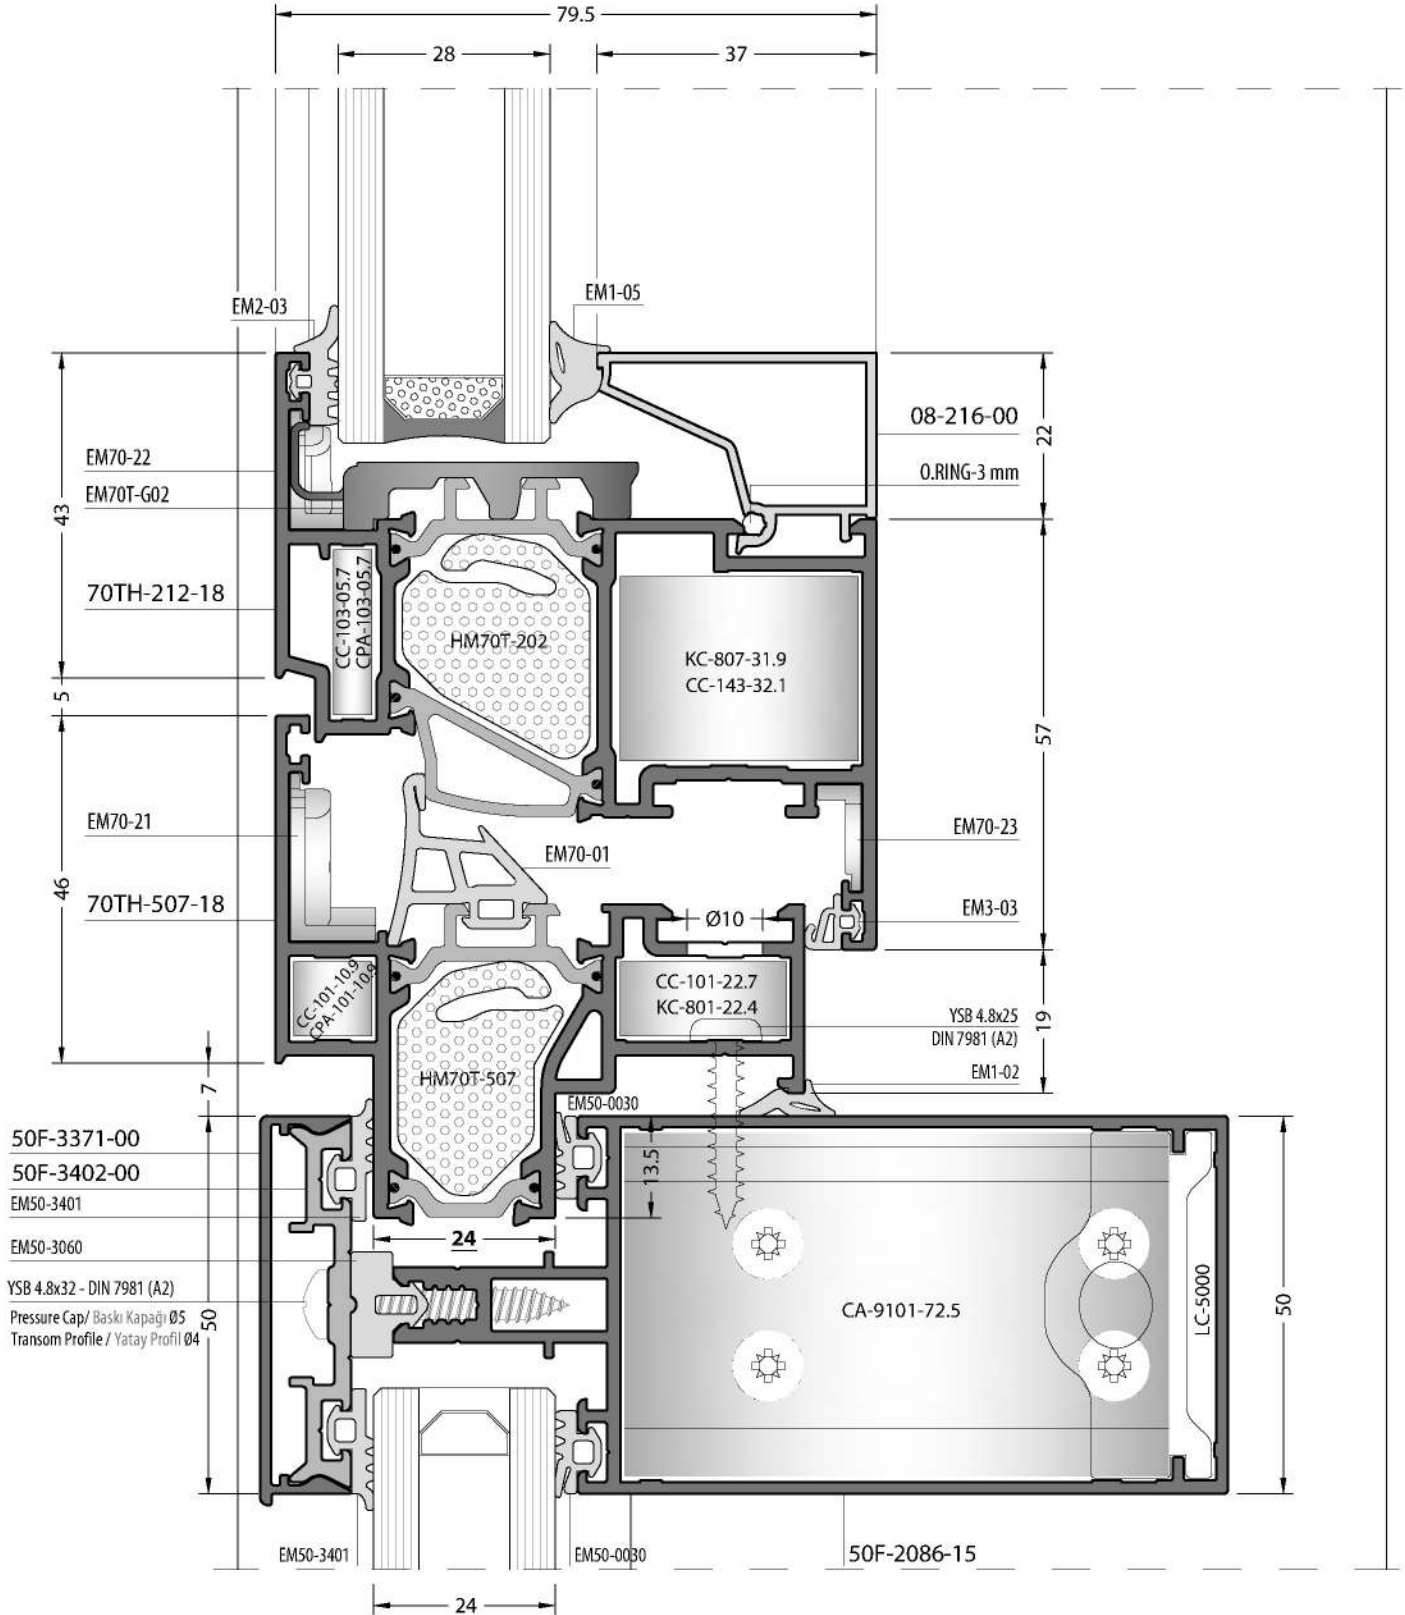 79.5
28
37
EM2-03
EM1-05
08-216-00
22
O.RING-3 mm
EM70-22
EM70T-G02
43
70TH-212-18
CC-103-05.7
CPA-103-05.7
HM70T-202
KC-807-31.9
CC-143-32.1
5
57
EM70-21
EM70-01
EM70-23
46
70TH-507-18
Ø10
EM3-03
CC-101-10.9
CPA-101-10.9
CC-101-22.7
KC-801-22.4
YSB 4.8x25
DIN 7981 (A2)
19
HM70T-507
EM1-02
7
EM50-0030
50F-3371-00
50F-3402-00
13.5
EM50-3401
24
EM50-3060
YSB 4.8x32 - DIN 7981 (A2)
Pressure Cap/ Baskı Kapağı Ø5
Transom Profile / Yatay Profil Ø4
50
CA-9101-72.5
LC-5000
50
EM50-3401
EM50-0030
50F-2086-15
24